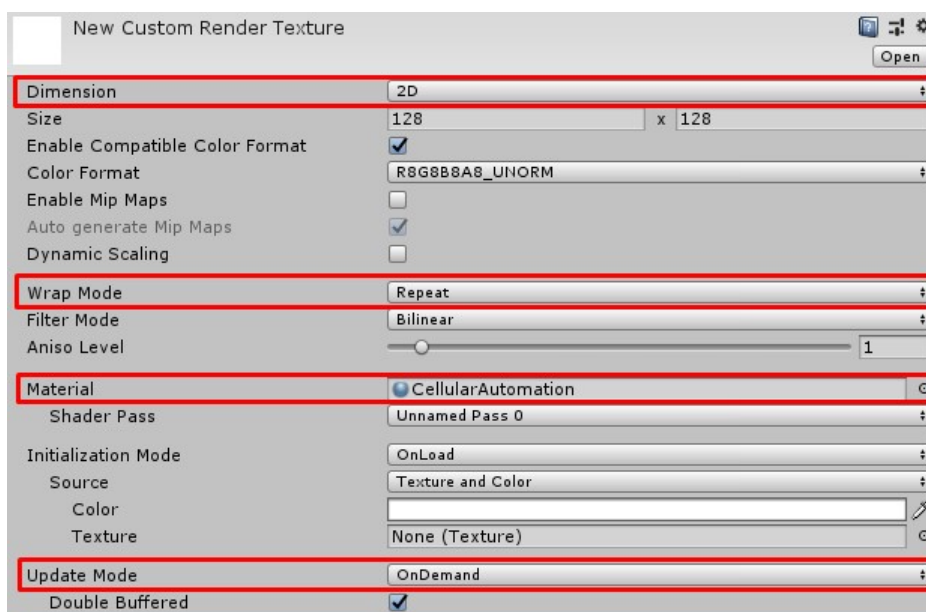 New Custom Render Texture
Open
Dimension 2D
Size 128 x 128
Enable Compatible Color Format
Color Format R8G8B8A8_UNORM
Enable Mip Maps
Auto generate Mip Maps
Dynamic Scaling
Wrap Mode Repeat
Filter Mode Bilinear
Aniso Level 1
Material CellularAutomation
Shader Pass Unnamed Pass 0
Initialization Mode OnLoad
Source Texture and Color
Color
Texture None (Texture)
Update Mode OnDemand
Double Buffered